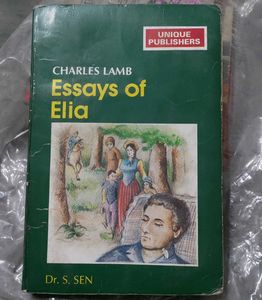 UNIQUE
PUBLISHERS
CHARLES LAMB
Essays of
Elia
Dr. S. SEN